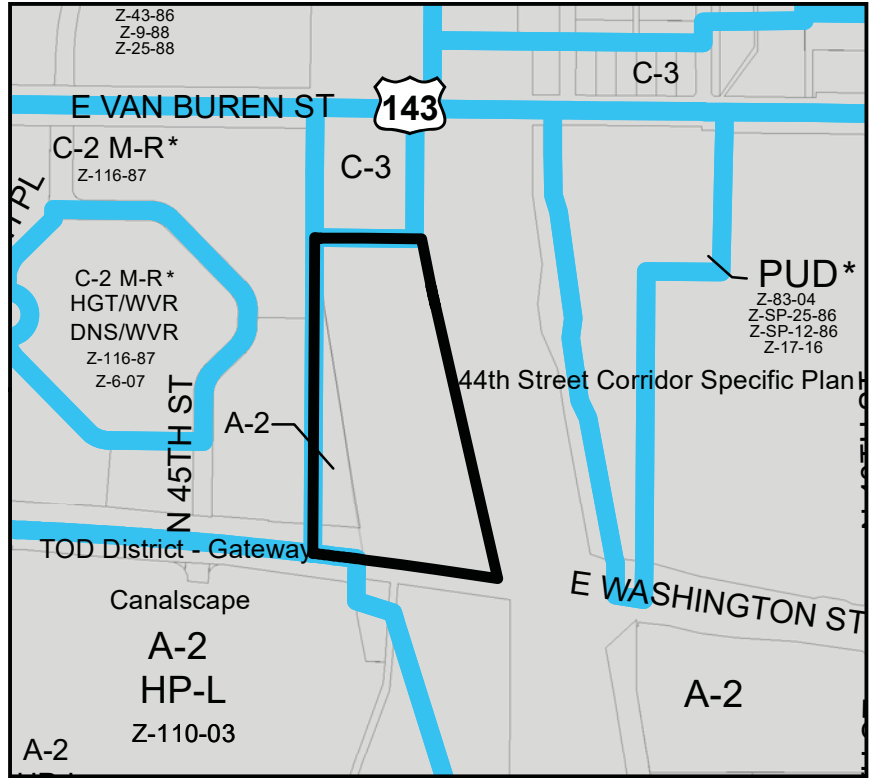 Z-43-86
Z-9-88
Z-25-88
C-3
E VAN BUREN ST
143
C-2 M-R*
Z-116-87
C-3
PL
C-2 M-R*
HGT/WVR
DNS/WVR
Z-116-87
Z-6-07
PUD*
Z-83-04
Z-SP-25-86
Z-SP-12-86
Z-17-16
44th Street Corridor Specific Plan
A-2
N 45TH ST
TOD District - Gateway
E WASHINGTON ST
Canalscape
A-2
HP-L
Z-110-03
A-2
A-2